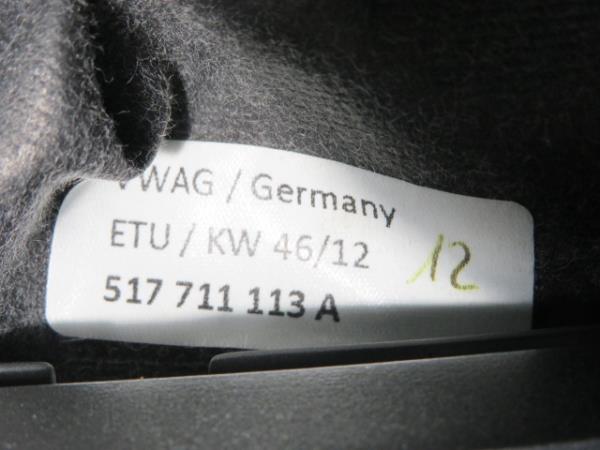 VWAG / Germany
ETU / KW 46/12
517 711 113 A
12